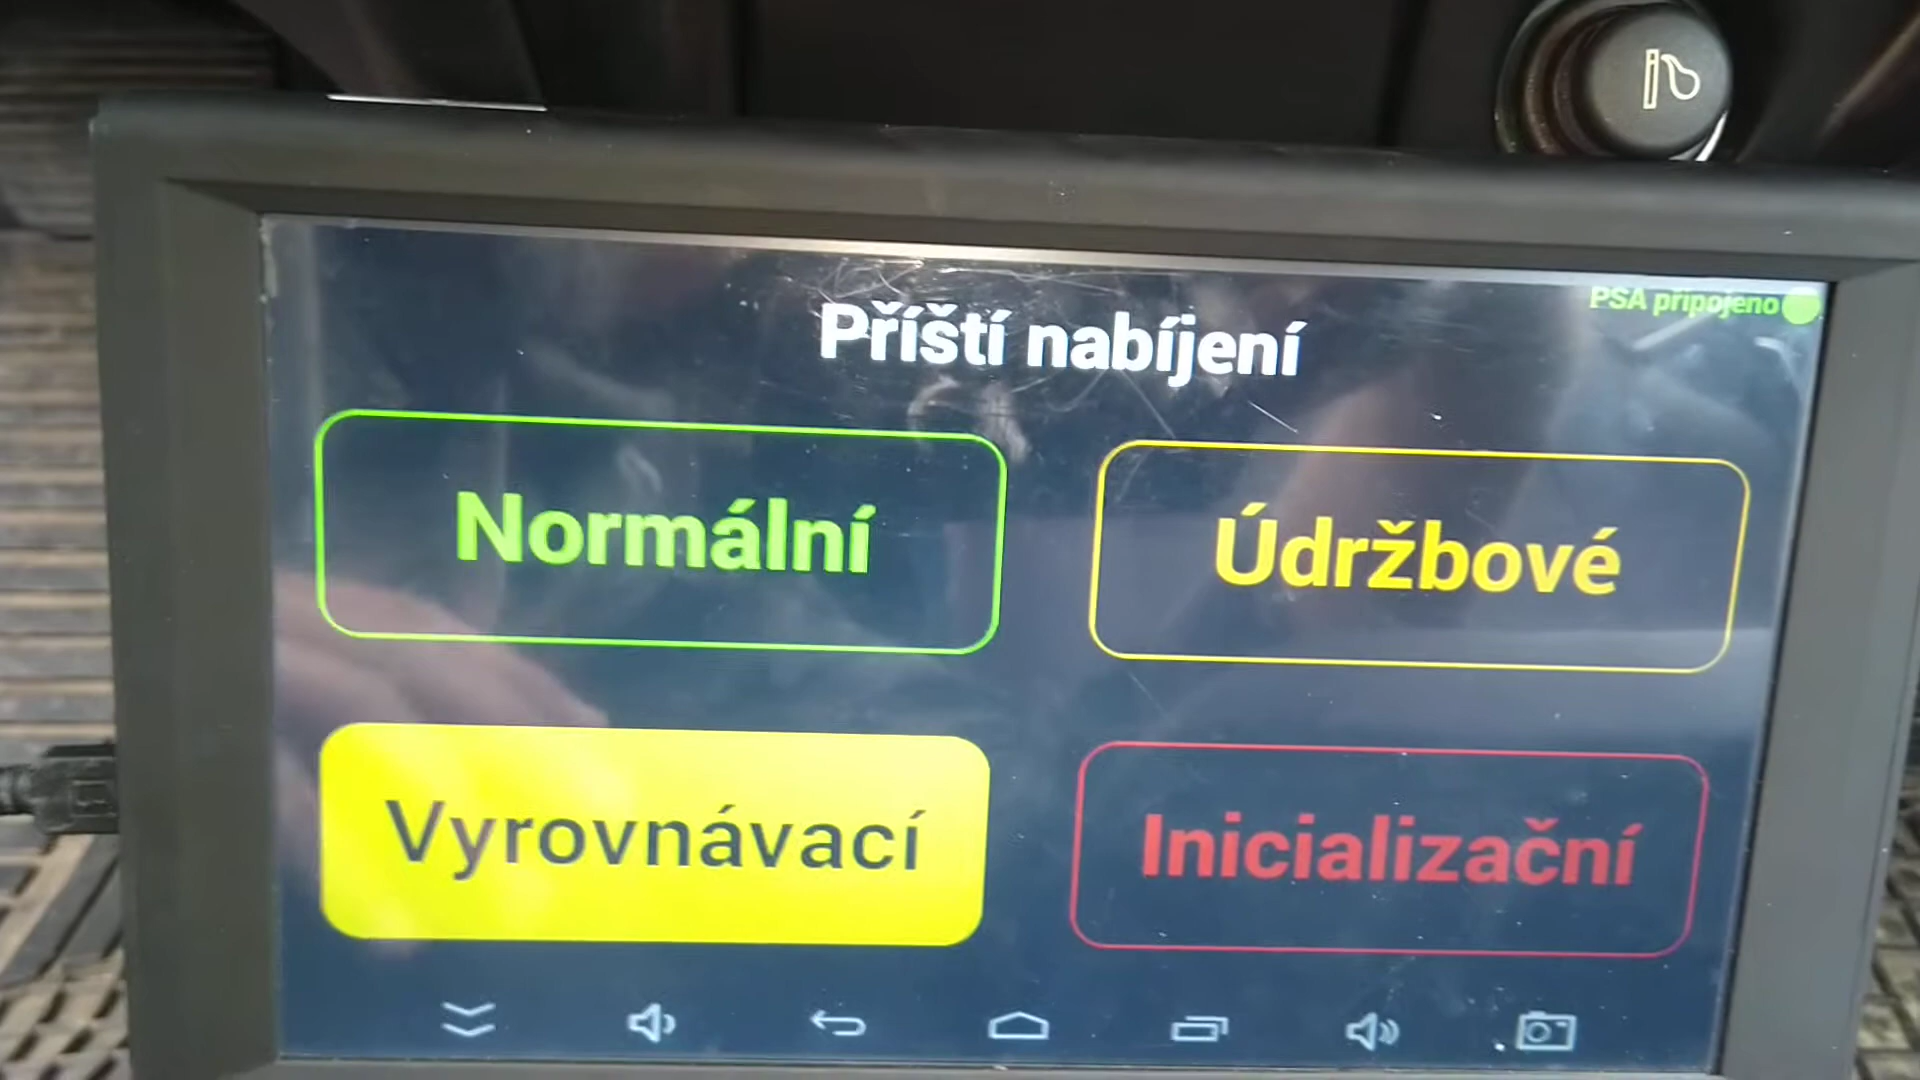 PSA připojeno
Příští nabíjení
Normální
Údržbové
Vyrovnávací
Inicializační